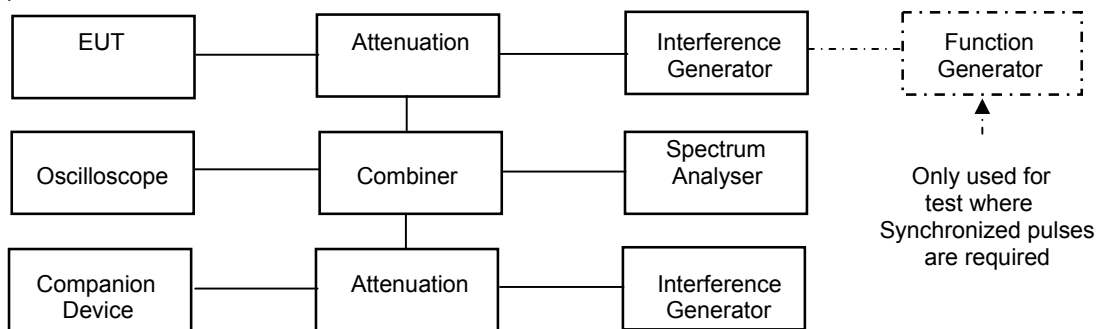 EUT
Attenuation
Interference
Generator
Function
Generator
Oscilloscope
Combiner
Spectrum
Analyser
Only used for
test where
Synchronized pulses
are required
Companion
Device
Attenuation
Interference
Generator